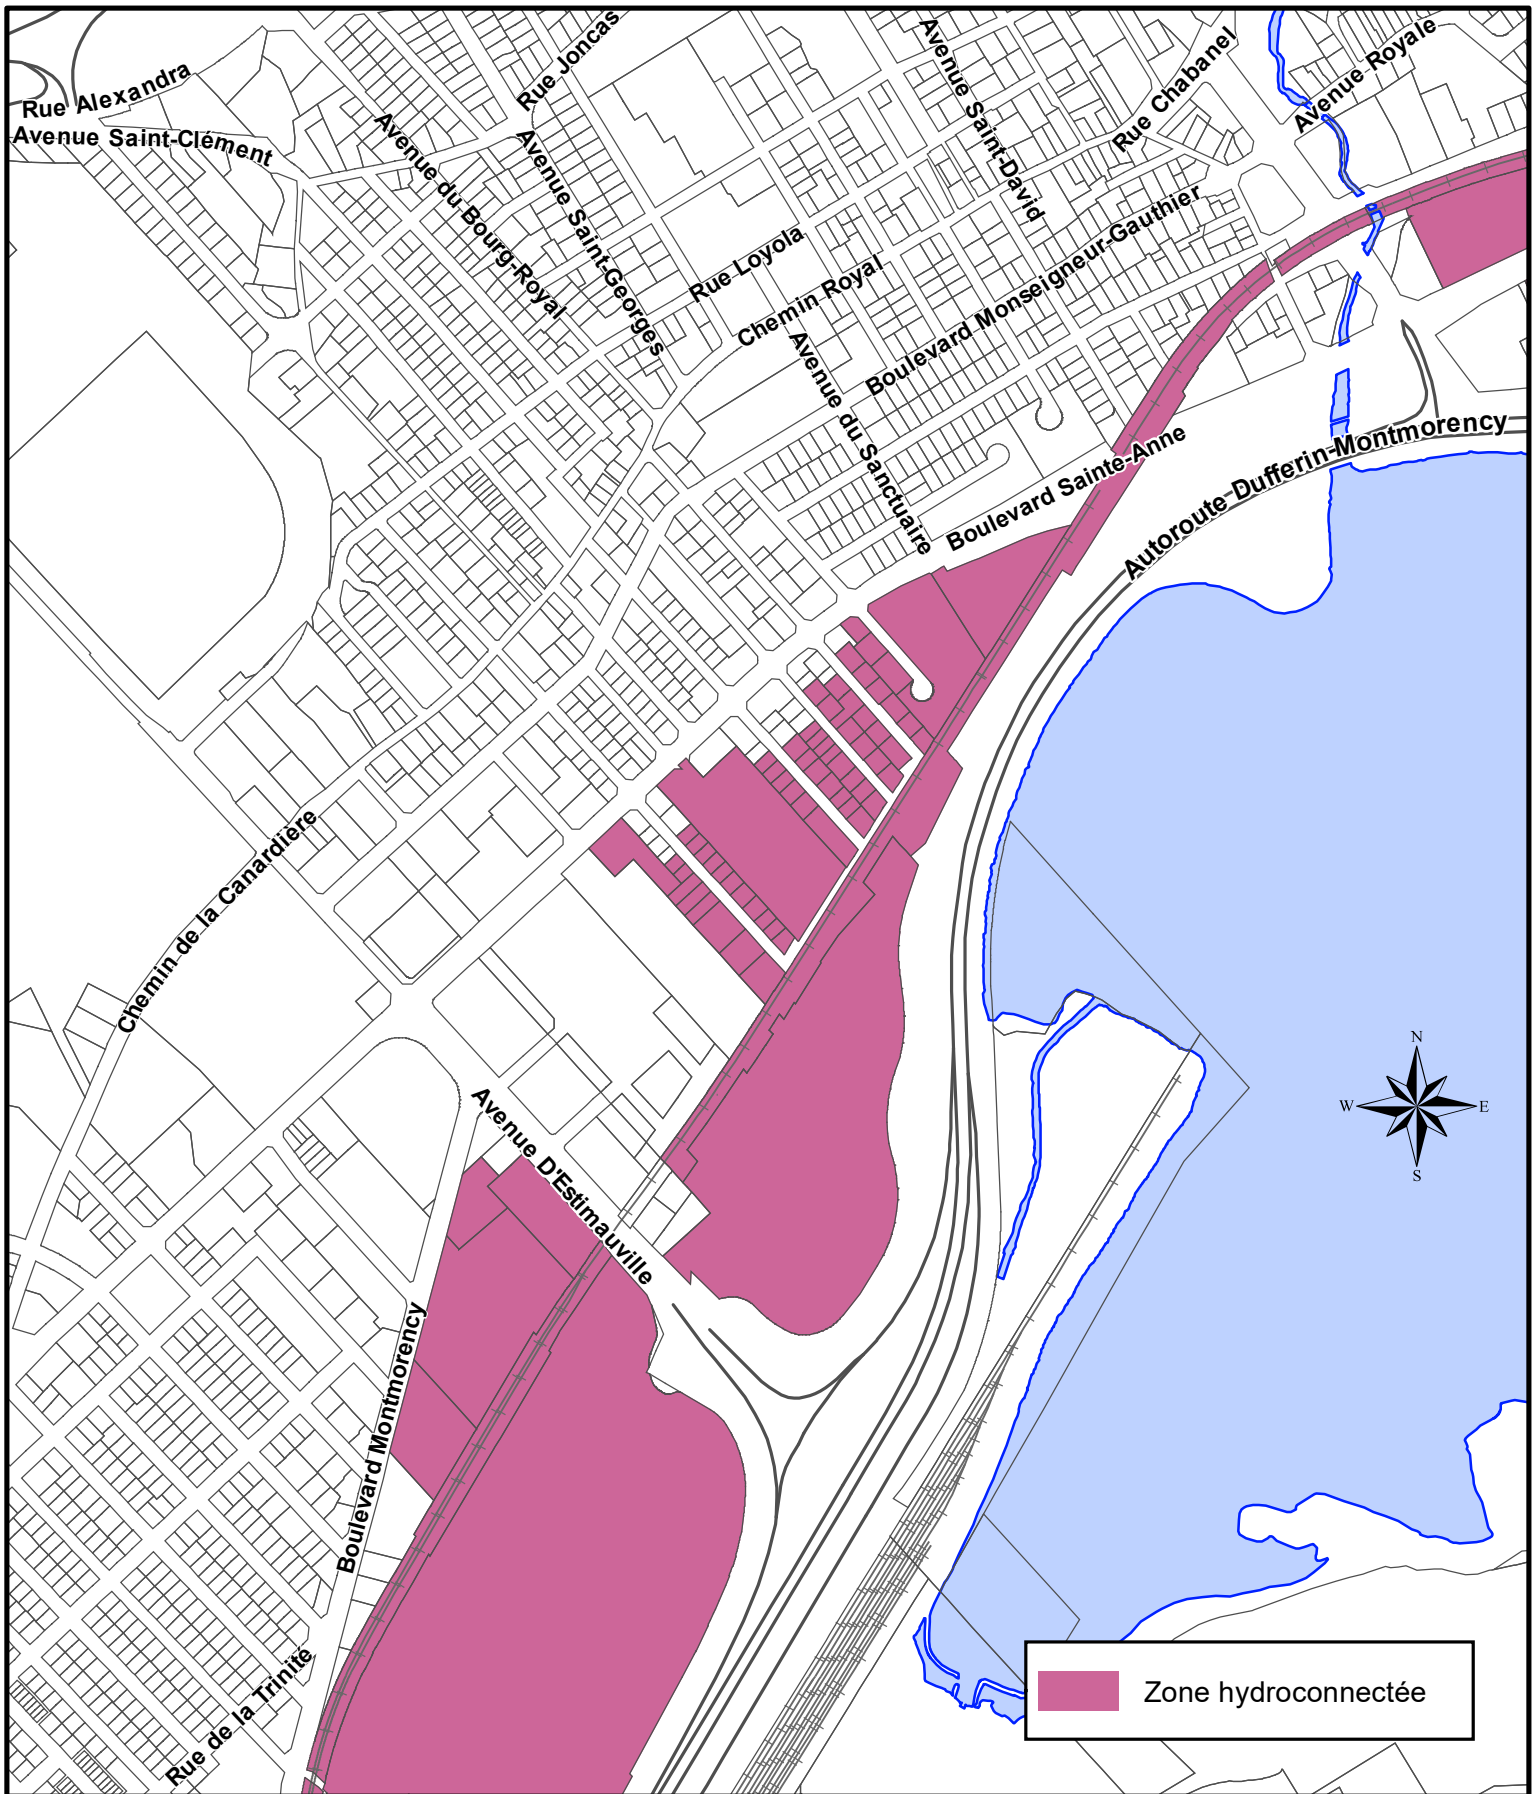 Rue Alexandra
Avenue Saint-Clément
Rue Joncas
Avenue du Bourg-Royal
Avenue Saint-Georges
Avenue Saint-David
Rue Chabanel
Avenue Royale
Rue Loyola
Chemin Royal
Boulevard Monseigneur-Gauthier
Avenue du Sanctuaire
Boulevard Sainte-Anne
Autoroute Dufferin-Montmorency
Chemin de la Canardière
Avenue D'Estimauville
Boulevard Montmorency
Rue de la Trinité
N
W
E
S
Zone hydroconnectée